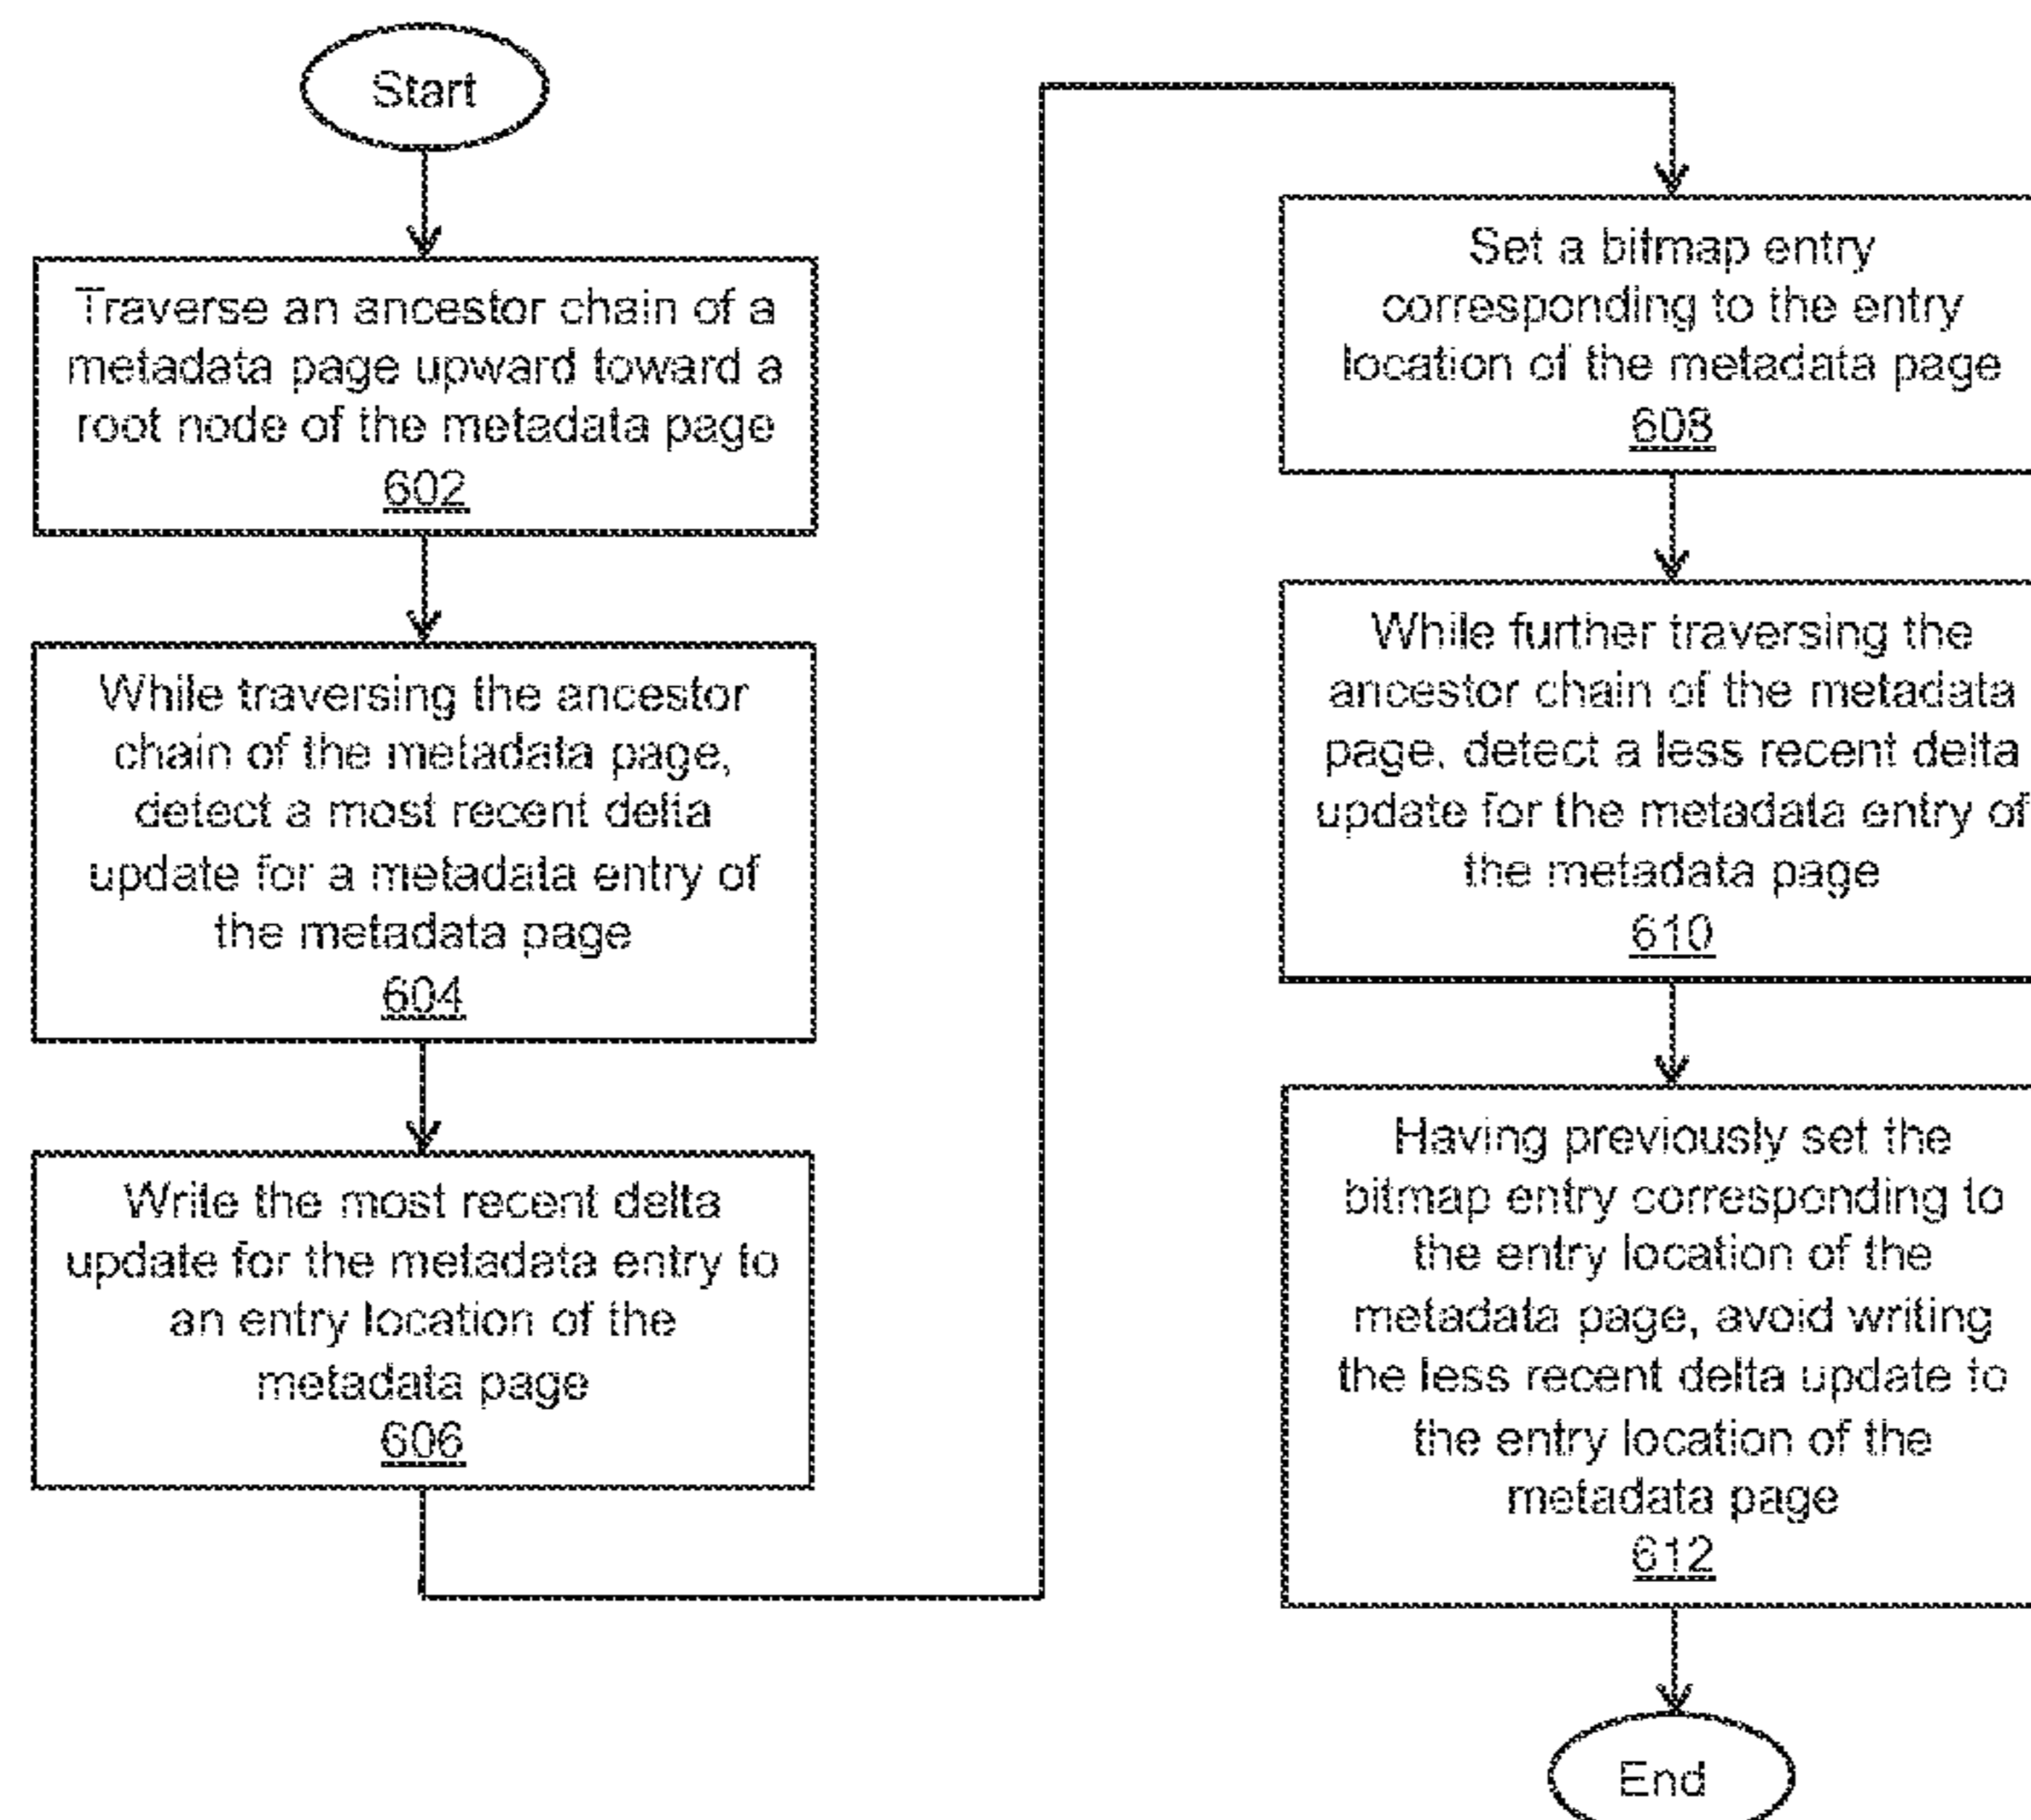 Start
Traverse an ancestor chain of a
metadata page upward toward a
root node of the metadata page
602
While traversing the ancestor
chain of the metadata page,
detect a most recent delta
update for a metadata entry of
the metadata page
604
Write the most recent delta
update for the metadata entry to
an entry location of the
metadata page
606
Set a bitmap entry
corresponding to the entry
location of the metadata page
608
While further traversing the
ancestor chain of the metadata
page, detect a less recent delta
update for the metadata entry of
the metadata page
610
Having previously set the
bitmap entry corresponding to
the entry location of the
metadata page, avoid writing
the less recent delta update to
the entry location of the
metadata page
612
End